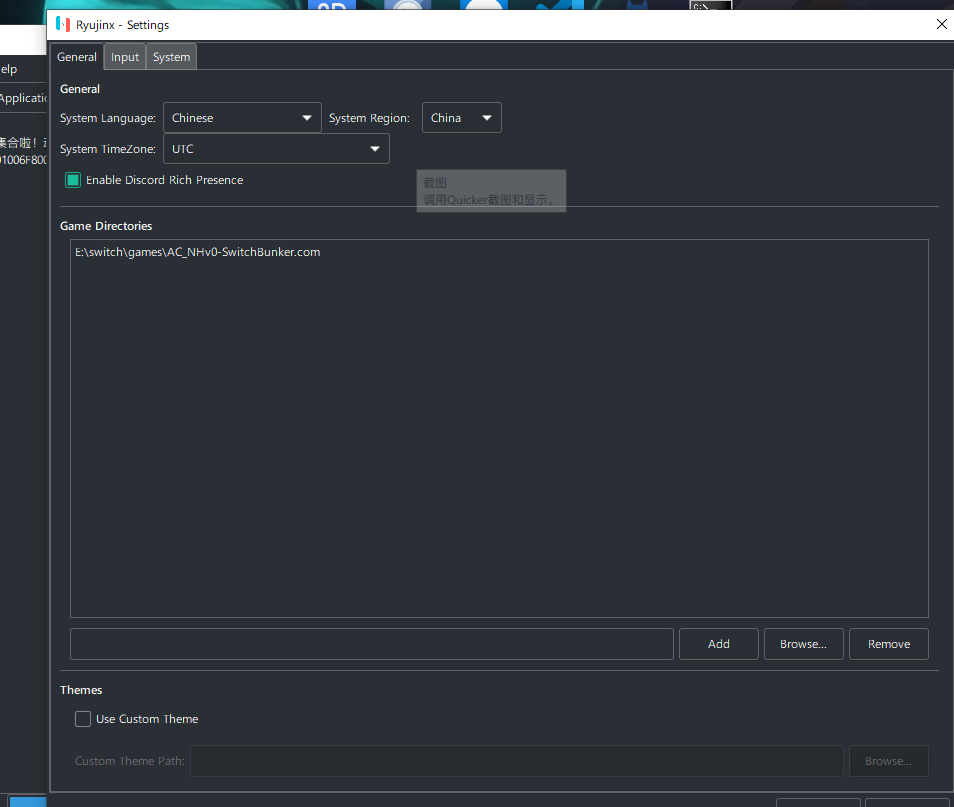 Ryujinx - Settings
elp
General Input System
General
Applicatio
System Language: Chinese System Region: China
集合啦！
System TimeZone: UTC
01006F800
Enable Discord Rich Presence
截图
调用Quicker截图和显示。
Game Directories
E:\switch\games\AC_NHv0-SwitchBunker.com
Add Browse... Remove
Themes
Use Custom Theme
Custom Theme Path: Browse...